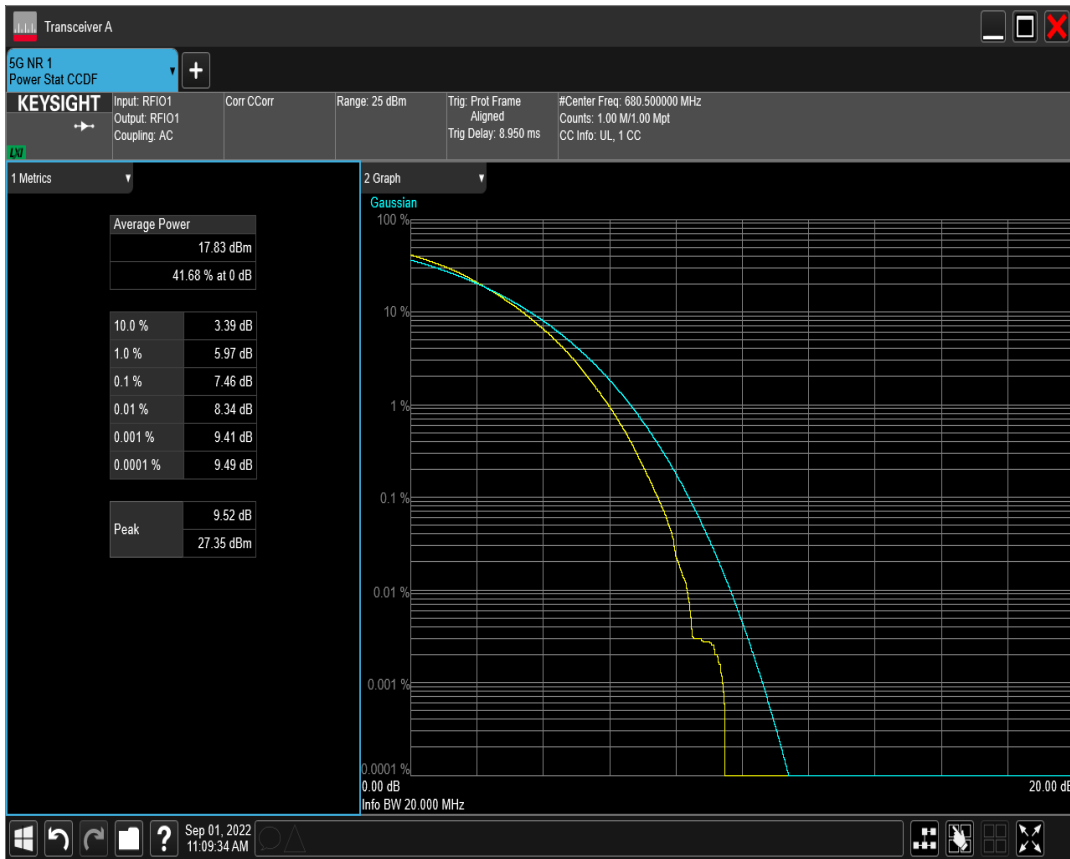 Transceiver A
5G NR 1
Power Stat CCDF
KEYSIGHT
LXI
Input: RFIO1
Output: RFIO1
Coupling: AC
Corr CCorr
Range: 25 dBm
Trig: Prot Frame
Aligned
Trig Delay: 8.950 ms
#Center Freq: 680.500000 MHz
Counts: 1.00 M/1.00 Mpt
CC Info: UL, 1 CC
1 Metrics
Average Power
17.83 dBm
41.68 % at 0 dB
10.0 % 3.39 dB
1.0 % 5.97 dB
0.1 % 7.46 dB
0.01 % 8.34 dB
0.001 % 9.41 dB
0.0001 % 9.49 dB
Peak 9.52 dB
27.35 dBm
2 Graph
Gaussian
100 %
10 %
1 %
0.1 %
0.01 %
0.001 %
0.0001 %
0.00 dB 20.00 dB
Info BW 20.000 MHz
Sep 01, 2022
11:09:34 AM